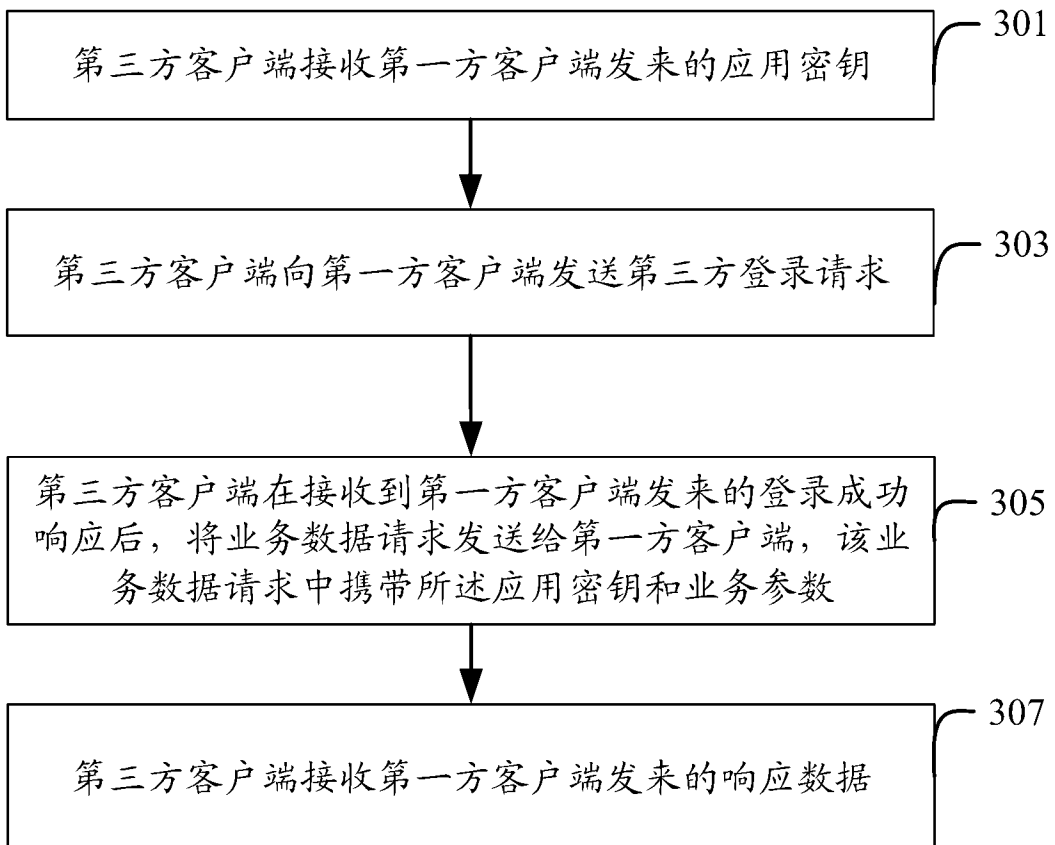 301
第三方客户端接收第一方客户端发来的应用密钥
303
第三方客户端向第一方客户端发送第三方登录请求
305
第三方客户端在接收到第一方客户端发来的登录成功
响应后，将业务数据请求发送给第一方客户端，该业
务数据请求中携带所述应用密钥和业务参数
307
第三方客户端接收第一方客户端发来的响应数据